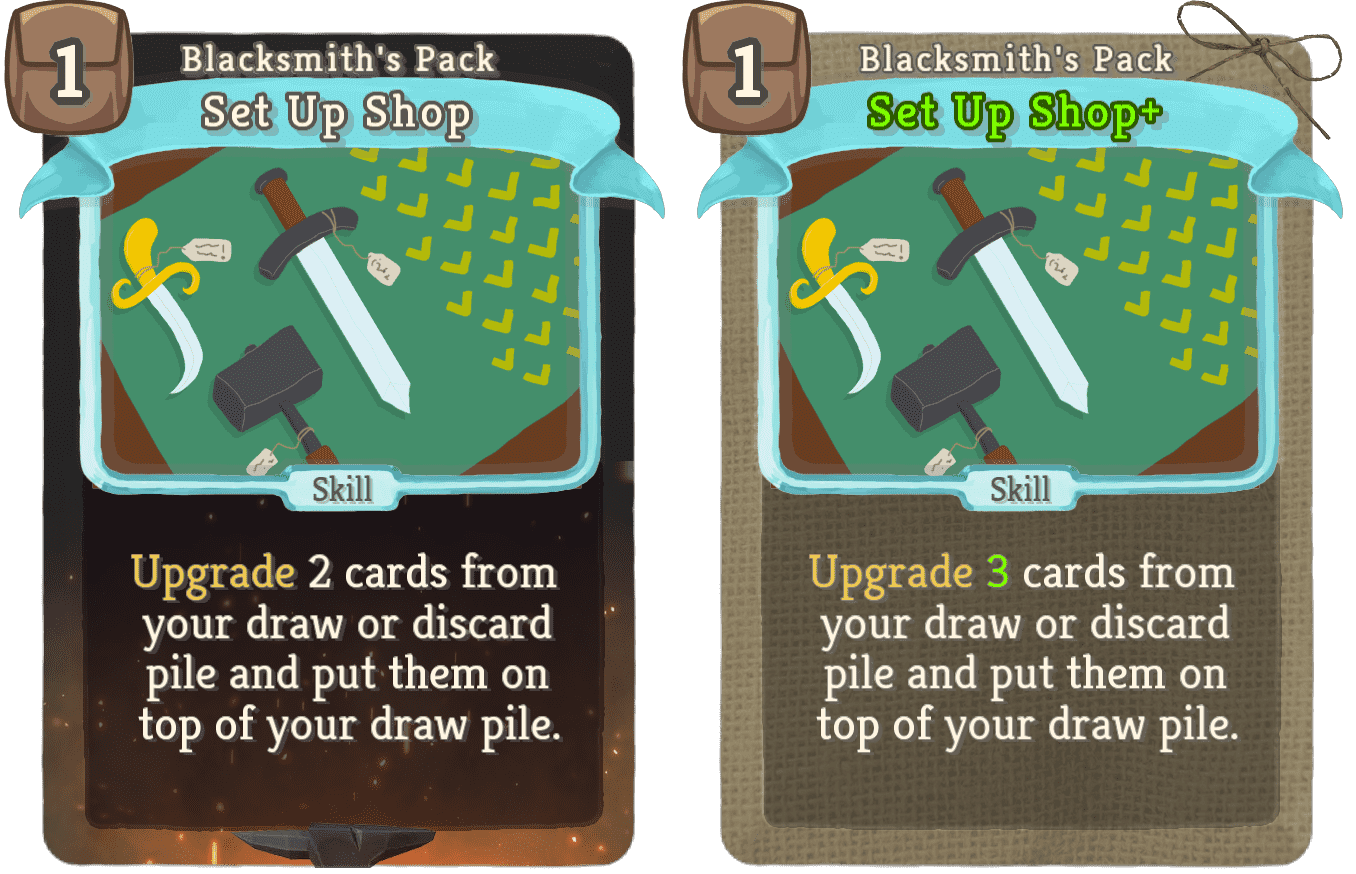 1
Blacksmith's Pack
Set Up Shop
Skill
Upgrade 2 cards from
your draw or discard
pile and put them on
top of your draw pile.
1
Blacksmith's Pack
Set Up Shop+
Skill
Upgrade 3 cards from
your draw or discard
pile and put them on
top of your draw pile.